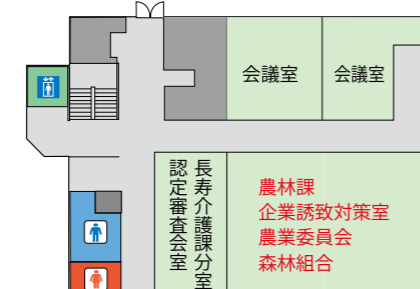 会議室
会議室
長寿介護課分室
認定審査会室
農林課
企業誘致対策室
農業委員会
森林組合